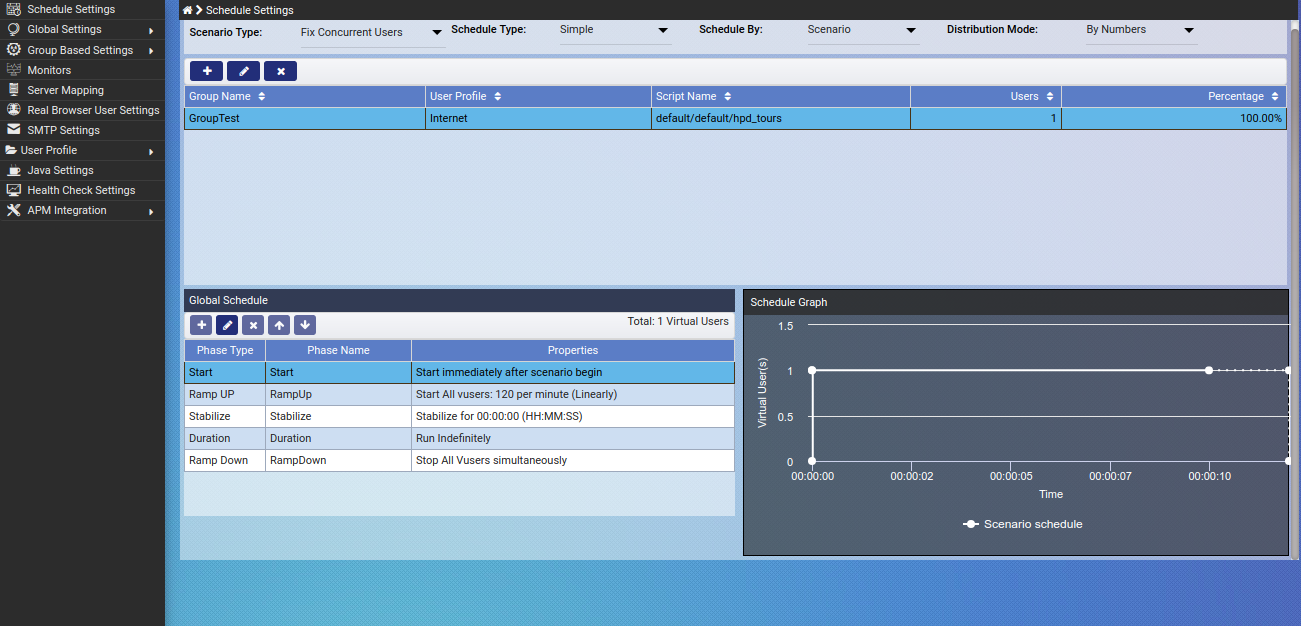 Schedule Settings
Global Settings
Group Based Settings
Monitors
Server Mapping
Real Browser User Settings
SMTP Settings
User Profile
Java Settings
Health Check Settings
APM Integration
Schedule Settings
Scenario Type: Fix Concurrent Users Schedule Type: Simple Schedule By: Scenario Distribution Mode: By Numbers
Group Name User Profile Script Name Users Percentage
GroupTest Internet default/default/hpd_tours 1 100.00%
Global Schedule
Total: 1 Virtual Users
Phase Type Phase Name Properties
Start Start Start immediately after scenario begin
Ramp UP RampUp Start All vusers: 120 per minute (Linearly)
Stabilize Stabilize Stabilize for 00:00:00 (HH:MM:SS)
Duration Duration Run Indefinitely
Ramp Down RampDown Stop All Vusers simultaneously
Schedule Graph
Virtual User(s)
1.5
1
0.5
0
00:00:00 00:00:02 00:00:05 00:00:07 00:00:10
Time
Scenario schedule